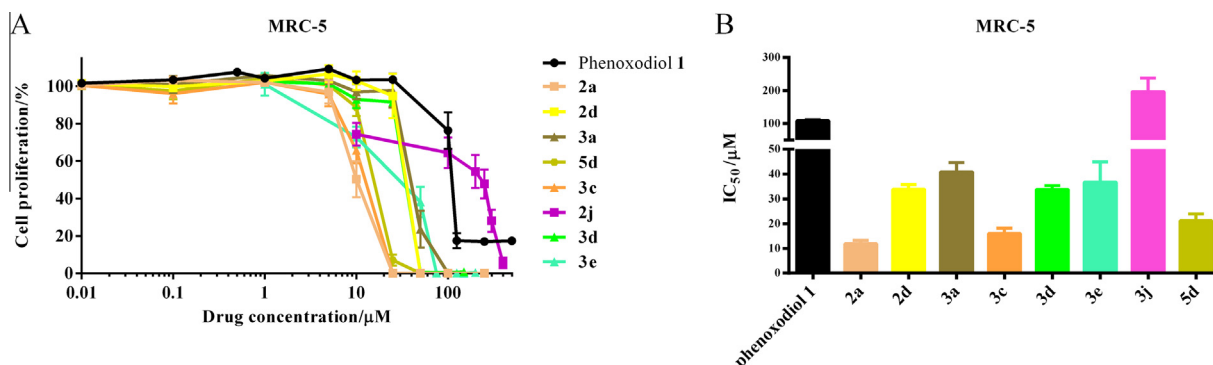 A
MRC-5
100
80
60
40
20
0
Cell proliferation/%
0.01
0.1
1
10
100
Drug concentration/μM
Phenoxodiol 1
2a
2d
3a
5d
3c
2j
3d
3e
B
MRC-5
300
200
100
50
40
30
20
10
0
IC50/μM
phenoxodiol 1
2a
2d
3a
3c
3d
3e
3j
5d